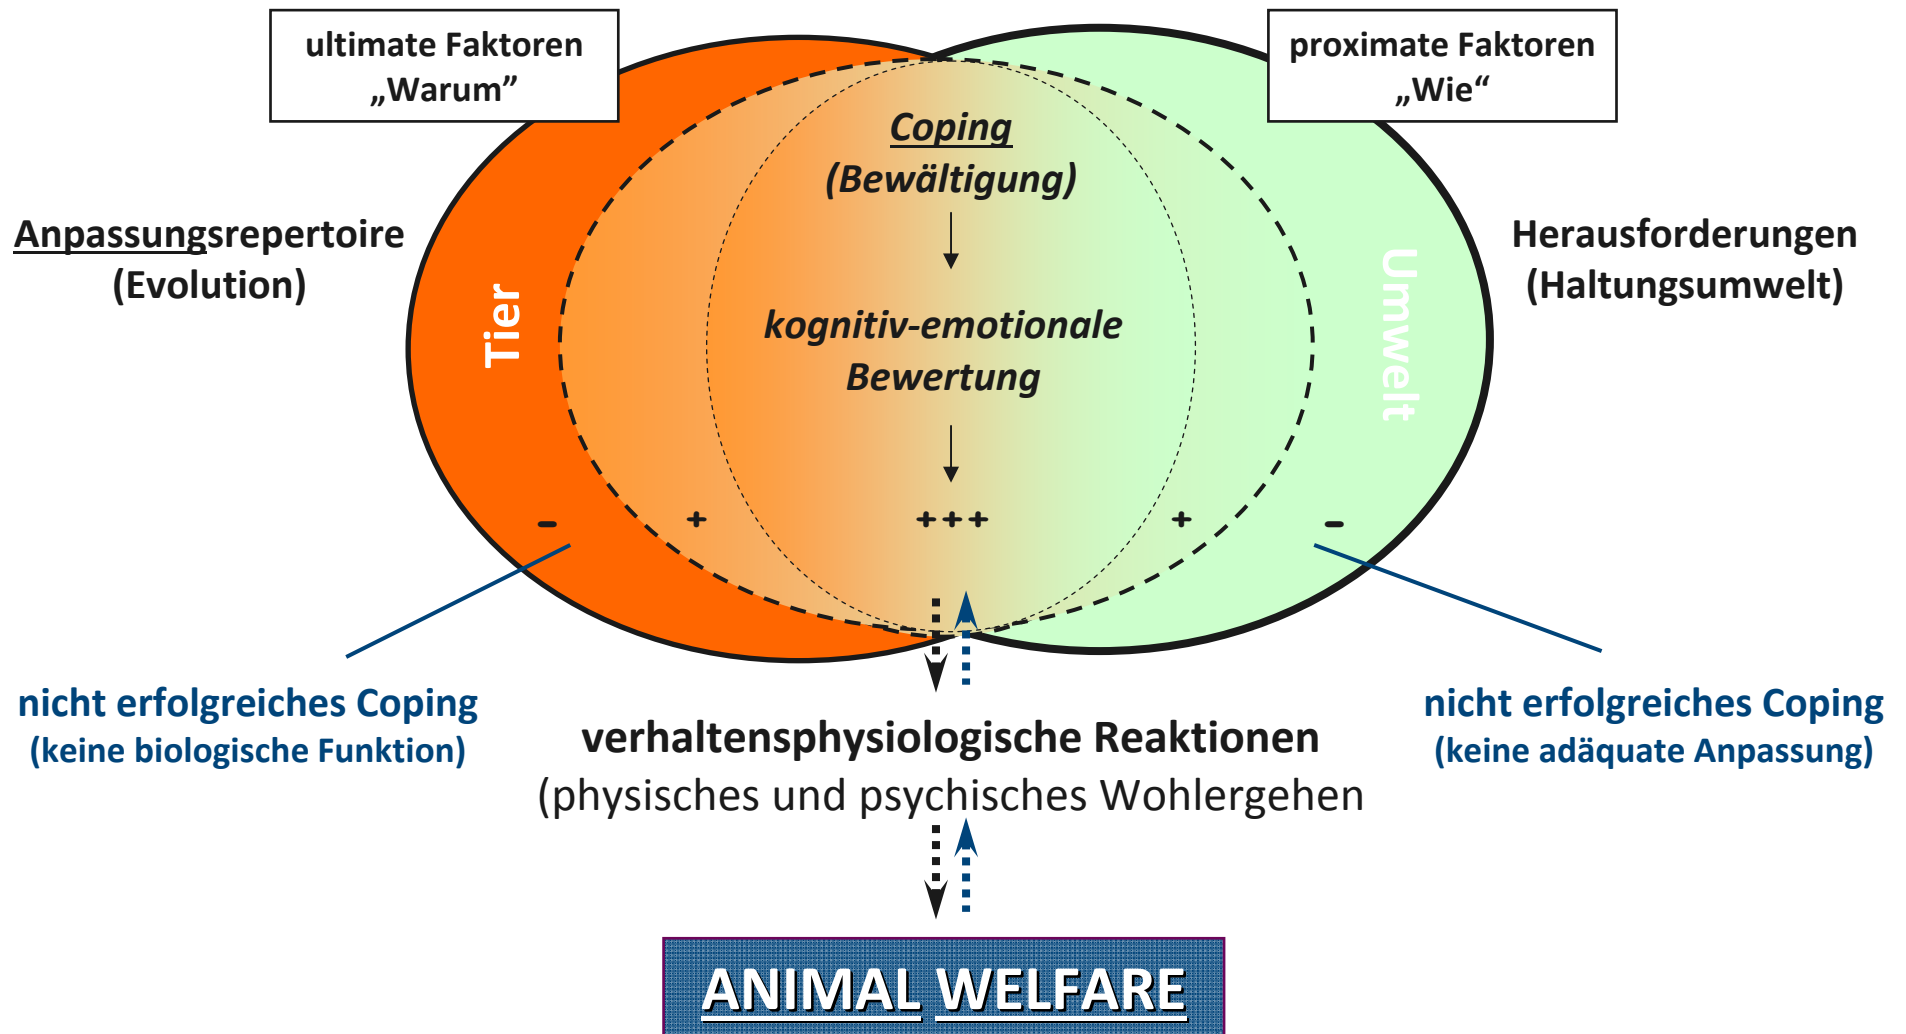 ultimate Faktoren
„Warum”
proximate Faktoren
„Wie“
Coping
(Bewältigung)
Anpassungsrepertoire
(Evolution)
Tier
Umwelt
Herausforderungen
(Haltungsumwelt)
kognitiv-emotionale
Bewertung
- + +++ + -
nicht erfolgreiches Coping
(keine biologische Funktion)
nicht erfolgreiches Coping
(keine adäquate Anpassung)
verhaltensphysiologische Reaktionen
(physisches und psychisches Wohlergehen
ANIMAL WELFARE